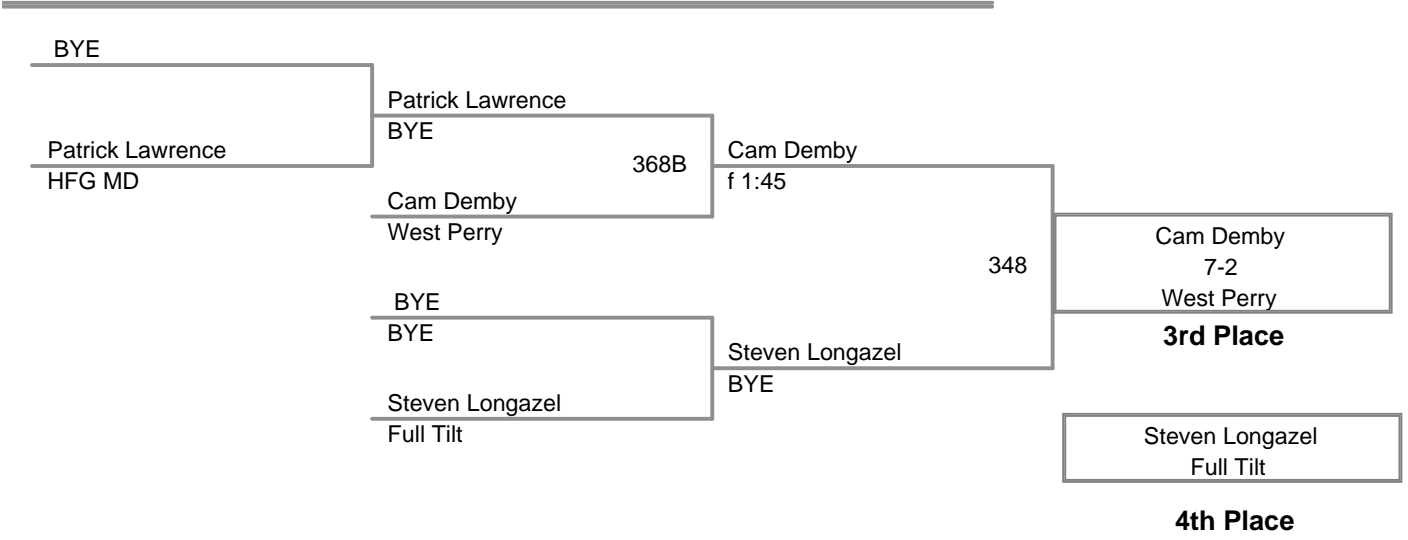 BYE
Patrick Lawrence
HFG MD
Patrick Lawrence
BYE
368B
Cam Demby
West Perry
BYE
BYE
Steven Longazel
Full Tilt
Cam Demby
f 1:45
348
Steven Longazel
BYE
Cam Demby
7-2
West Perry
3rd Place
Steven Longazel
Full Tilt
4th Place